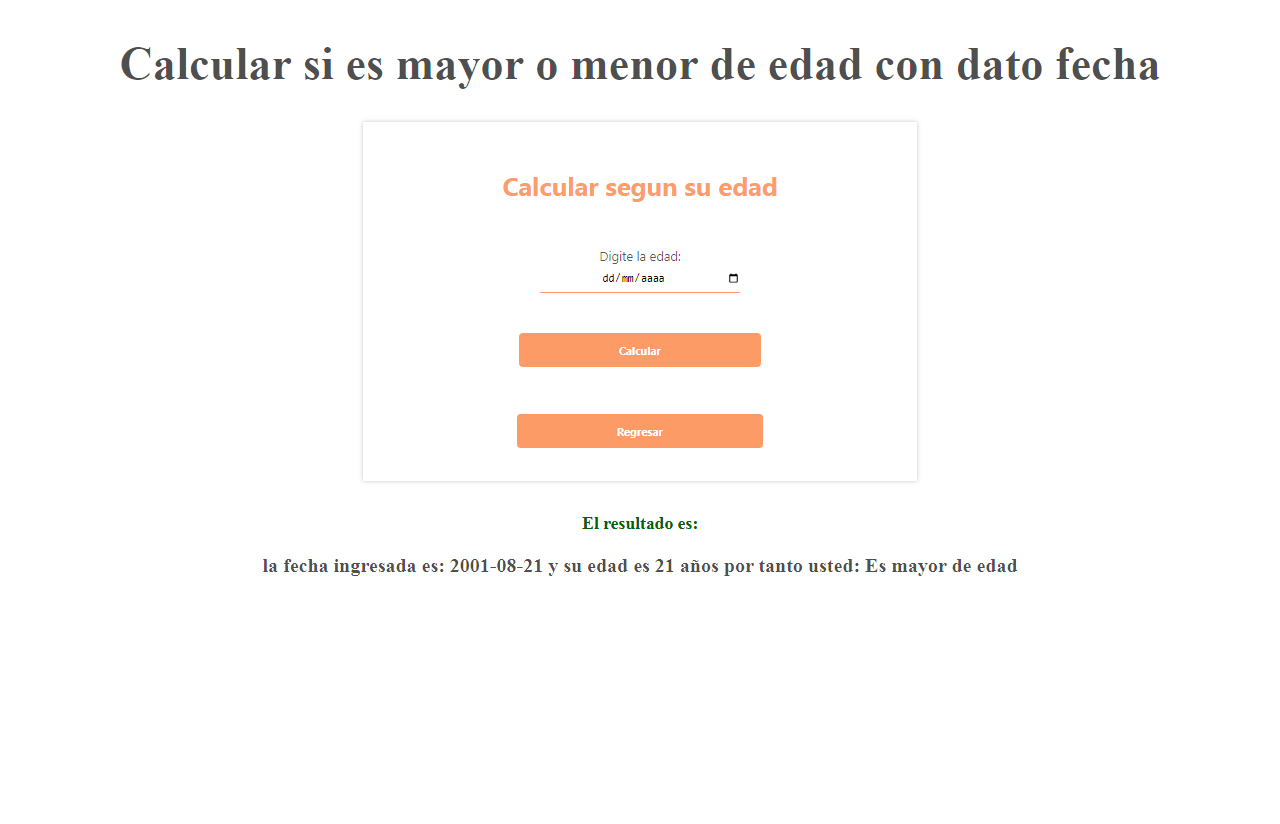 Calcular si es mayor o menor de edad con dato fecha
Calcular segun su edad
Digite la edad:
dd/mm/aaaa
Calcular
Regresar
El resultado es:
la fecha ingresada es: 2001-08-21 y su edad es 21 años por tanto usted: Es mayor de edad